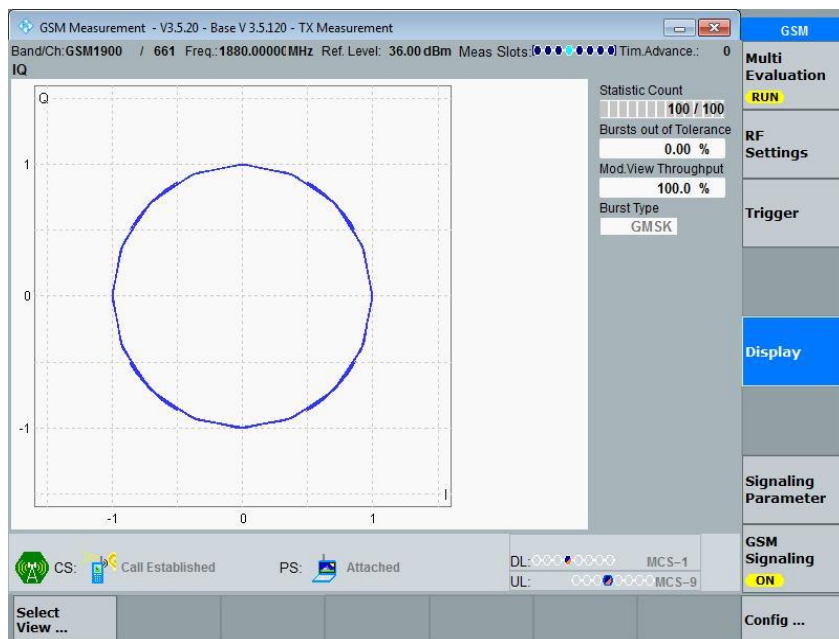 GSM Measurement - V3.5.20 - Base V 3.5.120 - TX Measurement
GSM
Band/Ch:GSM1900 / 661 Freq.:1880.0000(MHz Ref. Level: 36.00 dBm Meas Slots: Tim.Advance.: 0
IQ
Multi Evaluation
RUN
Q
Statistic Count
100 / 100
Bursts out of Tolerance
0.00 %
Mod.View Throughput
100.0 %
Burst Type
GMSK
RF Settings
Trigger
1
0
-1
I
-1 0 1
Display
Signaling Parameter
GSM Signaling
ON
CS: Call Established PS: Attached
DL: MCS-1
UL: MCS-9
Select View ...
Config ...